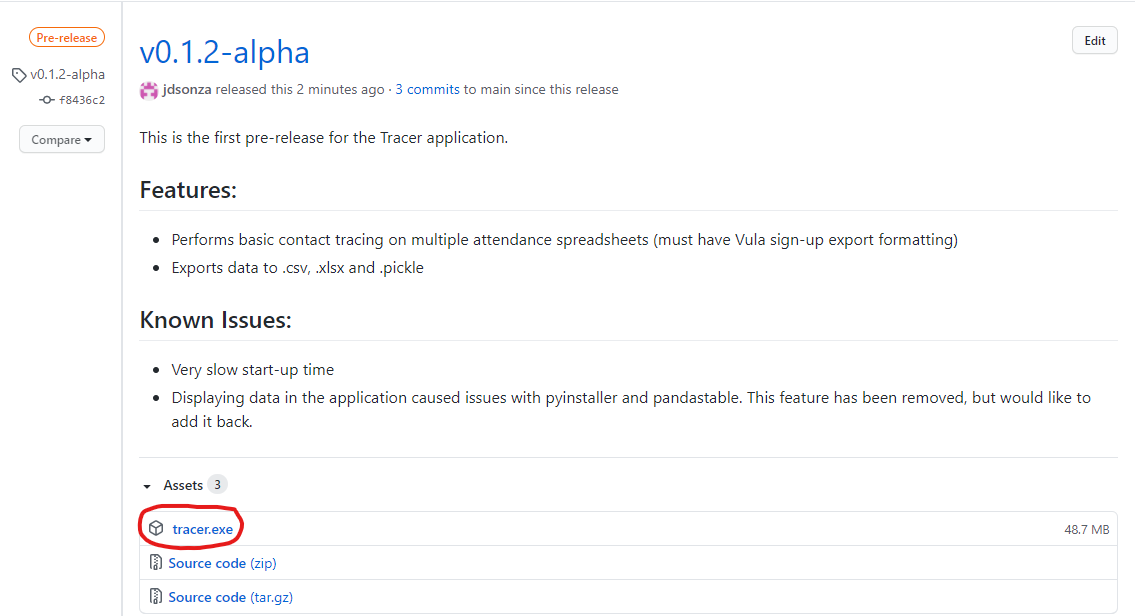 Pre-release
v0.1.2-alpha
f8436c2
Compare
v0.1.2-alpha
Edit
jdsonza released this 2 minutes ago · 3 commits to main since this release
This is the first pre-release for the Tracer application.
Features:
Performs basic contact tracing on multiple attendance spreadsheets (must have Vula sign-up export formatting)
Exports data to .csv, .xlsx and .pickle
Known Issues:
Very slow start-up time
Displaying data in the application caused issues with pyinstaller and pandastable. This feature has been removed, but would like to
add it back.
Assets 3
tracer.exe 48.7 MB
Source code (zip)
Source code (tar.gz)